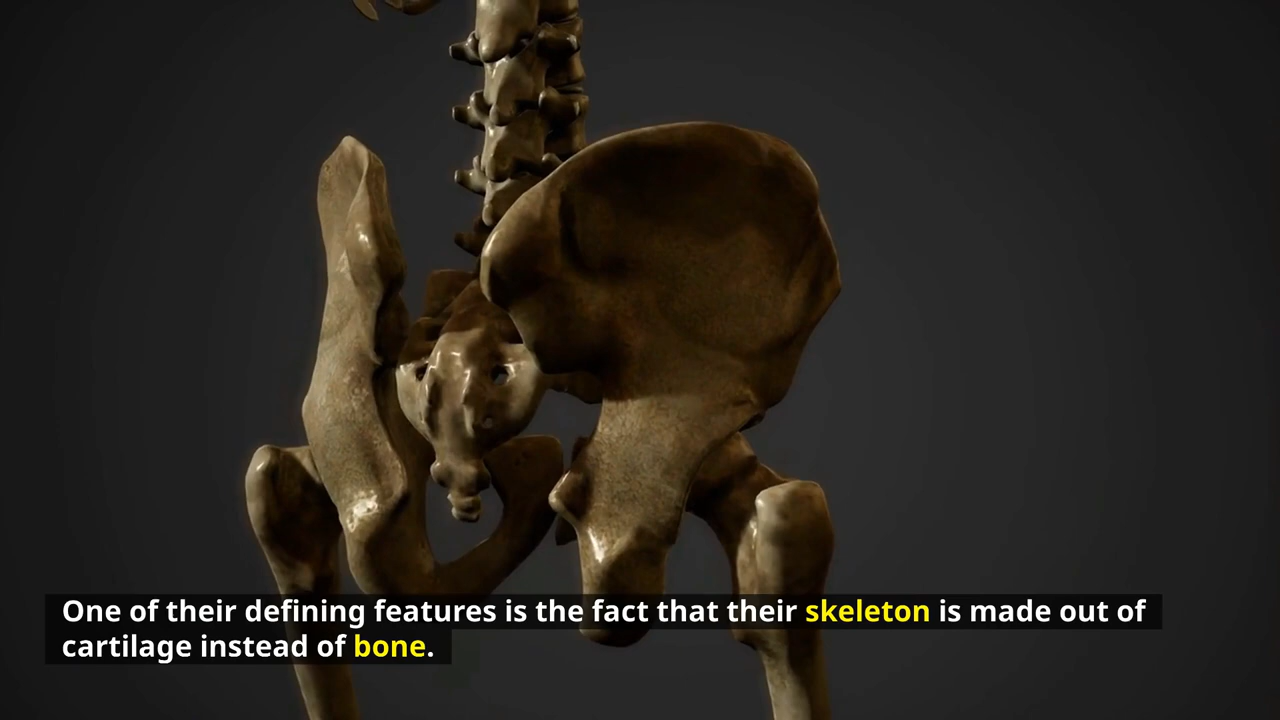 One of their defining features is the fact that their skeleton is made out of
cartilage instead of bone.